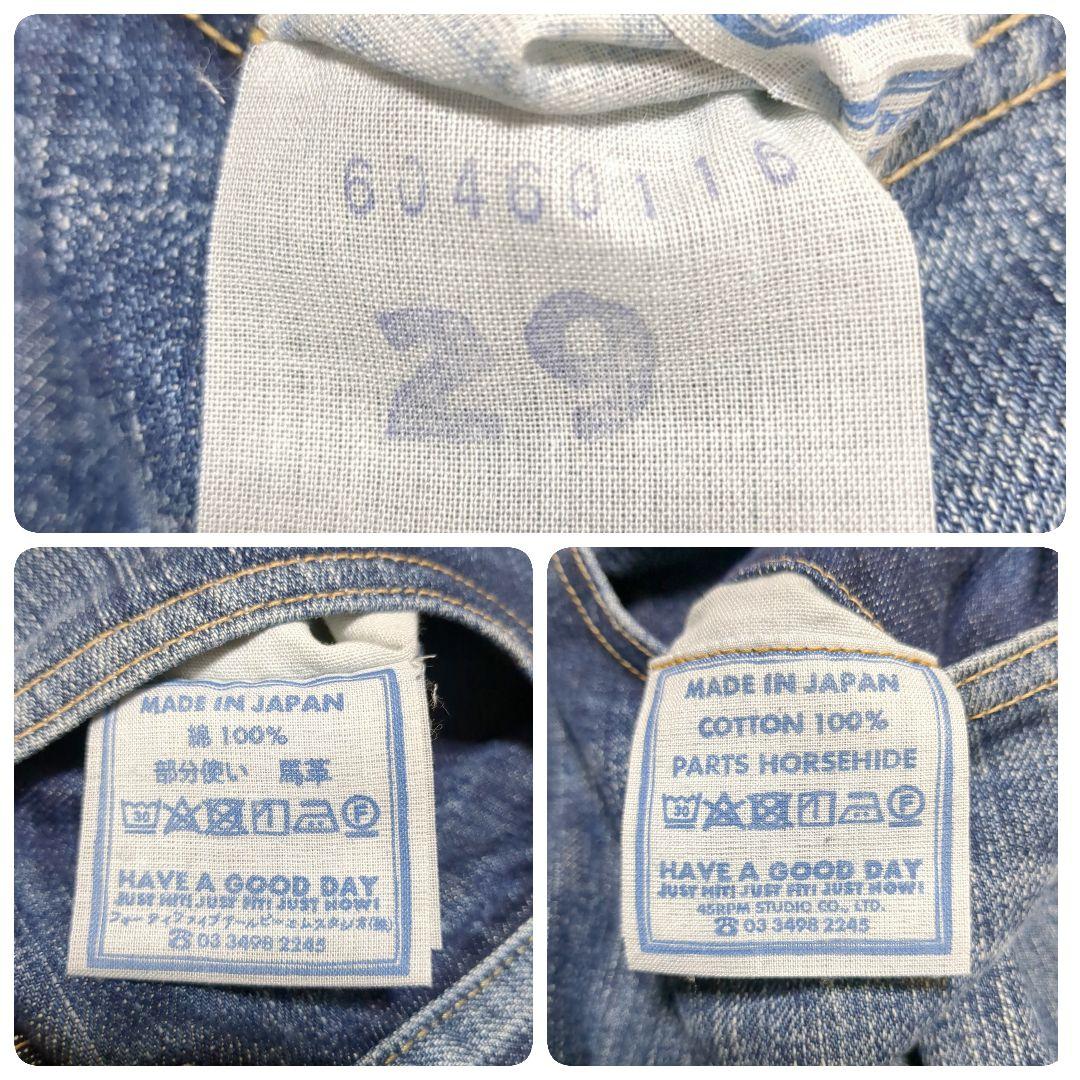 60460116
29
MADE IN JAPAN
綿 100%
部分使い 馬革
30 F
HAVE A GOOD DAY
JUST HIT! JUST FIT! JUST NOW!
フォーティファイブアールピーエムスタジオ(株)
☎03 3498 2245
MADE IN JAPAN
COTTON 100%
PARTS HORSEHIDE
30 F
HAVE A GOOD DAY
JUST HIT! JUST FIT! JUST NOW!
45RPM STUDIO CO., LTD.
☎03 3498 2245